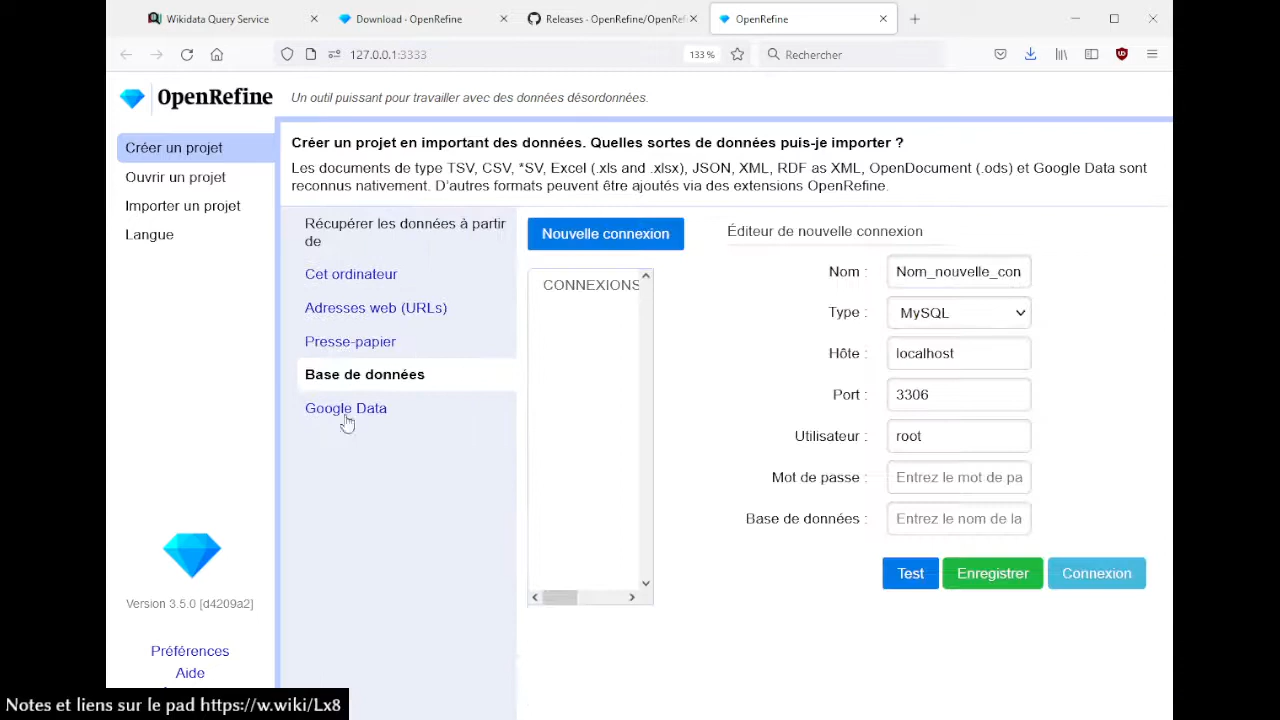 Wikidata Query Service
Download · OpenRefine
Releases · OpenRefine/OpenRef
OpenRefine
127.0.0.1:3333
133 %
Rechercher
OpenRefine
Un outil puissant pour travailler avec des données désordonnées.
Créer un projet
Ouvrir un projet
Importer un projet
Langue
Créer un projet en important des données. Quelles sortes de données puis-je importer ?
Les documents de type TSV, CSV, *SV, Excel (.xls and .xlsx), JSON, XML, RDF as XML, OpenDocument (.ods) et Google Data sont
reconnus nativement. D'autres formats peuvent être ajoutés via des extensions OpenRefine.
Récupérer les données à partir
de
Cet ordinateur
Adresses web (URLs)
Presse-papier
Base de données
Google Data
Nouvelle connexion
CONNEXIONS
Éditeur de nouvelle connexion
Nom : Nom_nouvelle_con
Type : MySQL
Hôte : localhost
Port : 3306
Utilisateur : root
Mot de passe : Entrez le mot de pa
Base de données : Entrez le nom de la
Test Enregistrer Connexion
Version 3.5.0 [d4209a2]
Préférences
Aide
Notes et liens sur le pad https://w.wiki/Lx8